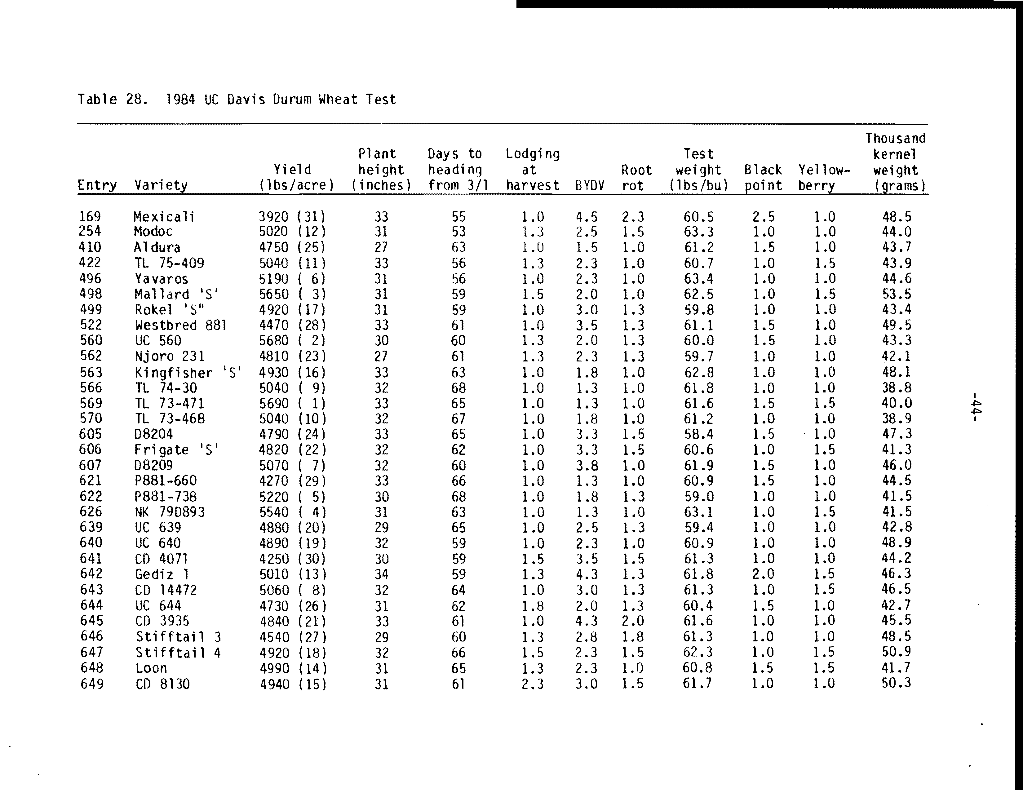 Table 28. 1984 UC Davis Durum Wheat Test
Thousand
Plant Days to Lodging Test kernel
Yield height heading at Root weight Black Yellow- weight
Entry Variety (lbs/acre) (inches) from 3/1 harvest BYDV rot (lbs/bu) point berry (grams)
169 Mexicali 3920 (31) 33 55 1.0 4.5 2.3 60.5 2.5 1.0 48.5
254 Modoc 5020 (12) 31 53 1.3 2.5 1.5 63.3 1.0 1.0 44.0
410 Aldura 4750 (25) 27 63 1.0 1.5 1.0 61.2 1.5 1.0 43.7
422 TL 75-409 5040 (11) 33 56 1.3 2.3 1.0 60.7 1.0 1.5 43.9
496 Yavaros 5190 ( 6) 31 56 1.0 2.3 1.0 63.4 1.0 1.0 44.6
498 Mallard 'S' 5650 ( 3) 31 59 1.5 2.0 1.0 62.5 1.0 1.5 53.5
499 Rokel 'S" 4920 (17) 31 59 1.0 3.0 1.3 59.8 1.0 1.0 43.4
522 Westbred 881 4470 (28) 33 61 1.0 3.5 1.3 61.1 1.5 1.0 49.5
560 UC 560 5680 ( 2) 30 60 1.3 2.0 1.3 60.0 1.5 1.0 43.3
562 Njoro 231 4810 (23) 27 61 1.3 2.3 1.3 59.7 1.0 1.0 42.1
563 Kingfisher 'S' 4930 (16) 33 63 1.0 1.8 1.0 62.8 1.0 1.0 48.1
566 TL 74-30 5040 ( 9) 32 68 1.0 1.3 1.0 61.8 1.0 1.0 38.8
569 TL 73-471 5690 ( 1) 33 65 1.0 1.3 1.0 61.6 1.5 1.5 40.0
570 TL 73-468 5040 (10) 32 67 1.0 1.8 1.0 61.2 1.0 1.0 38.9
605 D8204 4790 (24) 33 65 1.0 3.3 1.5 58.4 1.5 1.0 47.3
606 Frigate 'S' 4820 (22) 32 62 1.0 3.3 1.5 60.6 1.0 1.5 41.3
607 D8209 5070 ( 7) 32 60 1.0 3.8 1.0 61.9 1.5 1.0 46.0
621 P881-660 4270 (29) 33 66 1.0 1.3 1.0 60.9 1.5 1.0 44.5
622 P881-738 5220 ( 5) 30 68 1.0 1.8 1.3 59.0 1.0 1.0 41.5
626 NK 790893 5540 ( 4) 31 63 1.0 1.3 1.0 63.1 1.0 1.5 41.5
639 UC 639 4880 (20) 29 65 1.0 2.5 1.3 59.4 1.0 1.0 42.8
640 UC 640 4890 (19) 32 59 1.0 2.3 1.0 60.9 1.0 1.0 48.9
641 CD 4071 4250 (30) 30 59 1.5 3.5 1.5 61.3 1.0 1.0 44.2
642 Gediz 1 5010 (13) 34 59 1.3 4.3 1.3 61.8 2.0 1.5 46.3
643 CD 14472 5060 ( 8) 32 64 1.0 3.0 1.3 61.3 1.0 1.5 46.5
644 UC 644 4730 (26) 31 62 1.8 2.0 1.3 60.4 1.5 1.0 42.7
645 CD 3935 4840 (21) 33 61 1.0 4.3 2.0 61.6 1.0 1.0 45.5
646 Stifftail 3 4540 (27) 29 60 1.3 2.8 1.8 61.3 1.0 1.0 48.5
647 Stifftail 4 4920 (18) 32 66 1.5 2.3 1.5 62.3 1.0 1.5 50.9
648 Loon 4990 (14) 31 65 1.3 2.3 1.0 60.8 1.5 1.5 41.7
649 CD 8130 4940 (15) 31 61 2.3 3.0 1.5 61.7 1.0 1.0 50.3
-44-